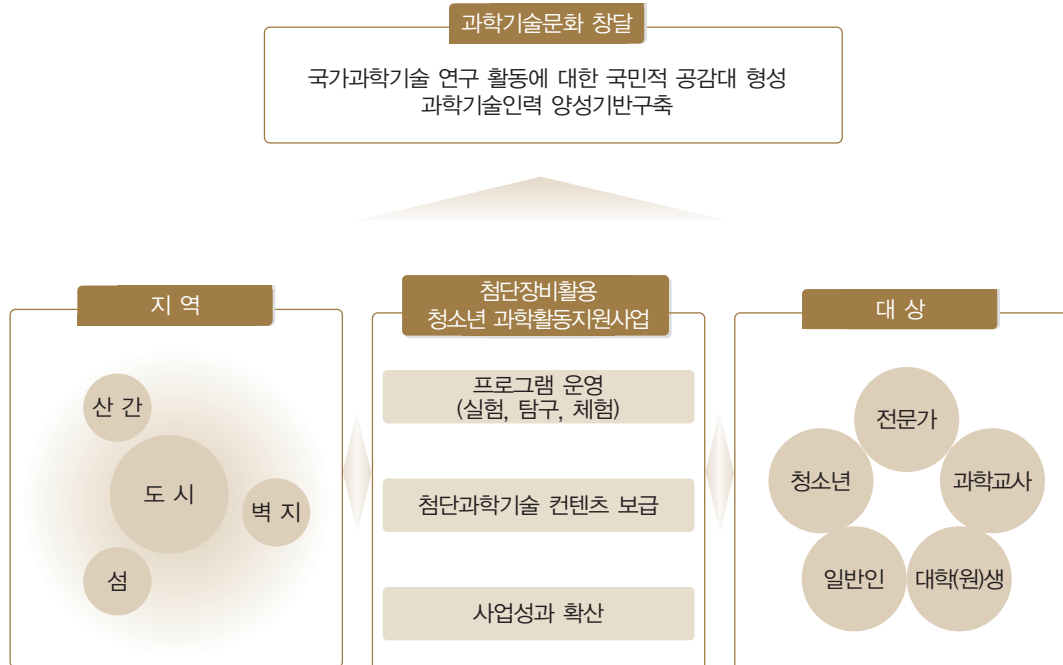 과학기술문화 창달
국가과학기술 연구 활동에 대한 국민적 공감대 형성
과학기술인력 양성기반구축
지 역
산 간
도 시
벽 지
섬
첨단장비활용
청소년 과학활동지원사업
프로그램 운영
(실험, 탐구, 체험)
첨단과학기술 컨텐츠 보급
사업성과 확산
대 상
전문가
청소년
과학교사
일반인
대학(원)생